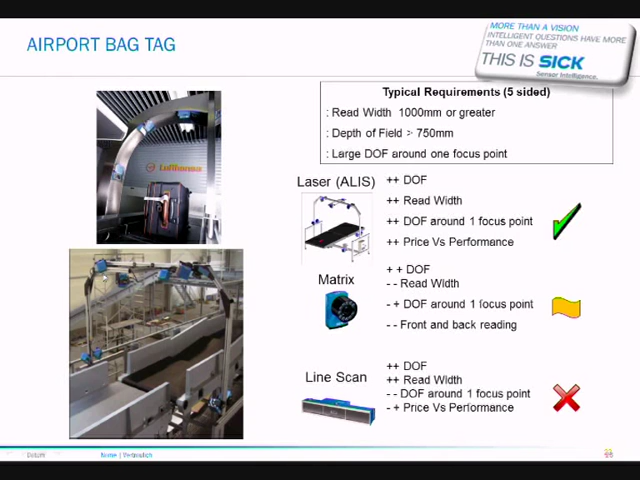 AIRPORT BAG TAG
MORE THAN A VISION
INTELLIGENT QUESTIONS HAVE MORE
THAN ONE ANSWER
THIS IS SICK
Sensor Intelligence.
Typical Requirements (5 sided)
: Read Width 1000mm or greater
: Depth of Field > 750mm
: Large DOF around one focus point
Lufthansa
Laser (ALIS)
++ DOF
++ Read Width
++ DOF around 1 focus point
++ Price Vs Performance
Matrix
+ + DOF
- - Read Width
- + DOF around 1 focus point
- - Front and back reading
Line Scan
++ DOF
++ Read Width
- - DOF around 1 focus point
- + Price Vs Performance
Datum
Name | Vertraulich